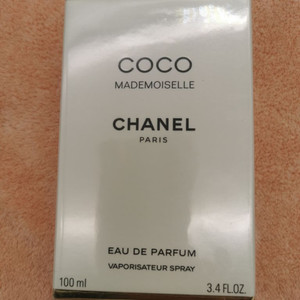 COCO
MADEMOISELLE
CHANEL
PARIS
EAU DE PARFUM
VAPORISATEUR SPRAY
100 ml 3.4 FL.OZ.